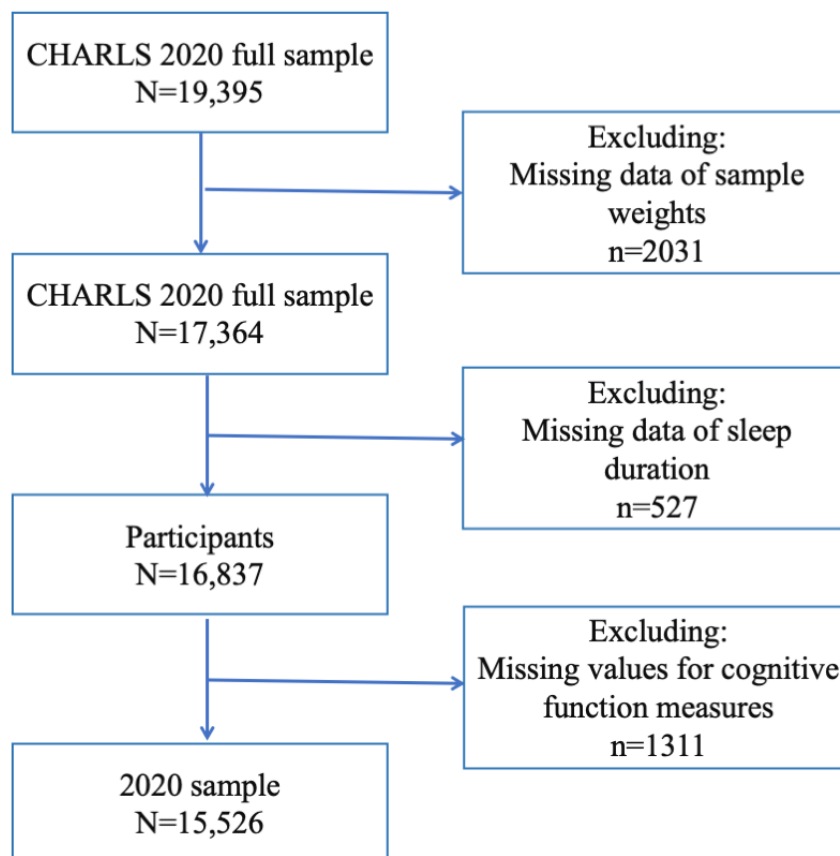 CHARLS 2020 full sample
N=19,395
Excluding:
Missing data of sample
weights
n=2031
CHARLS 2020 full sample
N=17,364
Excluding:
Missing data of sleep
duration
n=527
Participants
N=16,837
Excluding:
Missing values for cognitive
function measures
n=1311
2020 sample
N=15,526